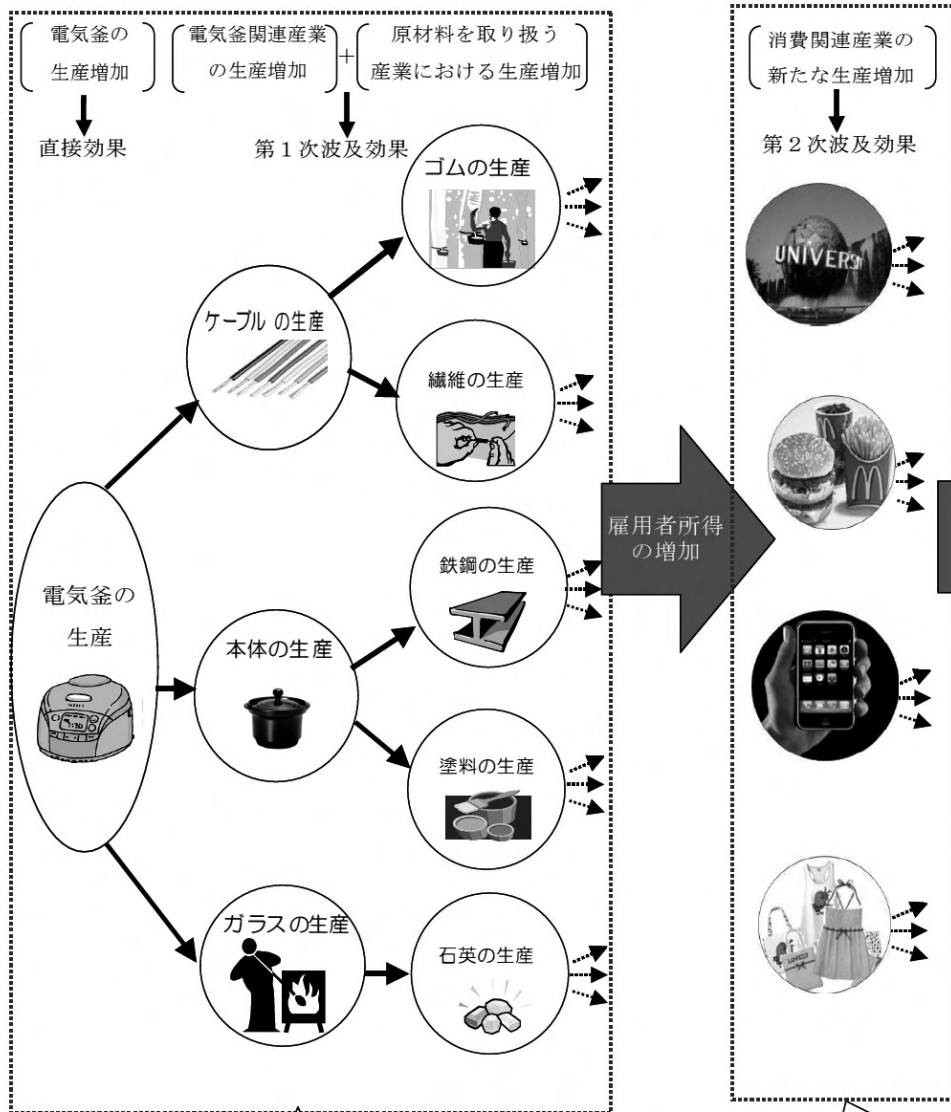 電気釜の
生産増加
電気釜関連産業
の生産増加
+
原材料を取り扱う
産業における生産増加
消費関連産業の
新たな生産増加
直接効果
第1次波及効果
第2次波及効果
ゴムの生産
UNIVERS
ケーブル の生産
繊維の生産
雇用者所得
の増加
鉄鋼の生産
電気釜の
生産
本体の生産
塗料の生産
ガラスの生産
石英の生産
LOVELY